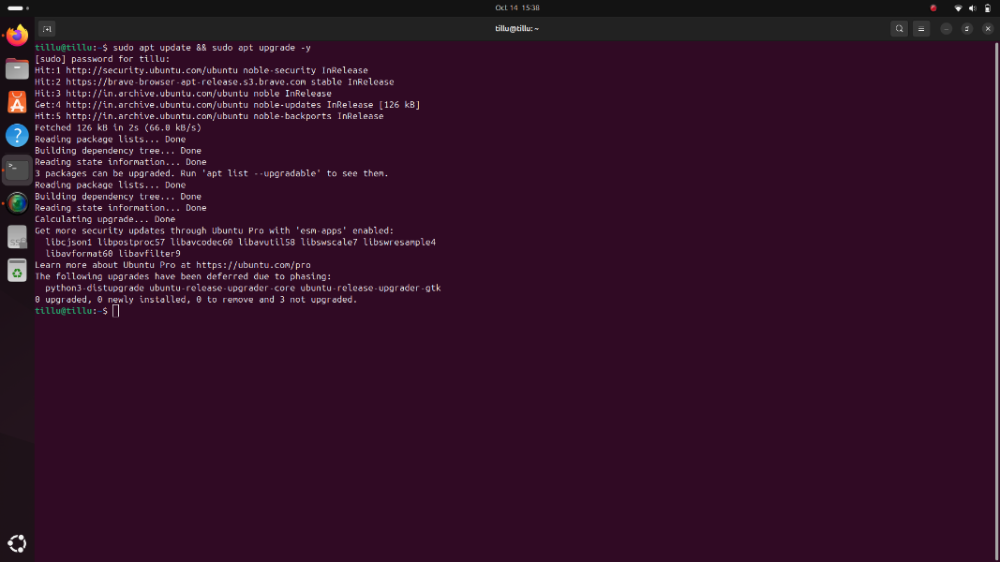 Oct 14 15:38
tillu@tillu: ~
tillu@tillu:~$ sudo apt update && sudo apt upgrade -y
[sudo] password for tillu:
Hit:1 http://security.ubuntu.com/ubuntu noble-security InRelease
Hit:2 https://brave-browser-apt-release.s3.brave.com stable InRelease
Hit:3 http://in.archive.ubuntu.com/ubuntu noble InRelease
Get:4 http://in.archive.ubuntu.com/ubuntu noble-updates InRelease [126 kB]
Hit:5 http://in.archive.ubuntu.com/ubuntu noble-backports InRelease
Fetched 126 kB in 2s (66.0 kB/s)
Reading package lists... Done
Building dependency tree... Done
Reading state information... Done
3 packages can be upgraded. Run 'apt list --upgradable' to see them.
Reading package lists... Done
Building dependency tree... Done
Reading state information... Done
Calculating upgrade... Done
Get more security updates through Ubuntu Pro with 'esm-apps' enabled:
  libcjson1 libpostproc57 libavcodec60 libavutil58 libswscale7 libswresample4
  libavformat60 libavfilter9
Learn more about Ubuntu Pro at https://ubuntu.com/pro
The following upgrades have been deferred due to phasing:
  python3-distupgrade ubuntu-release-upgrader-core ubuntu-release-upgrader-gtk
0 upgraded, 0 newly installed, 0 to remove and 3 not upgraded.
tillu@tillu:~$